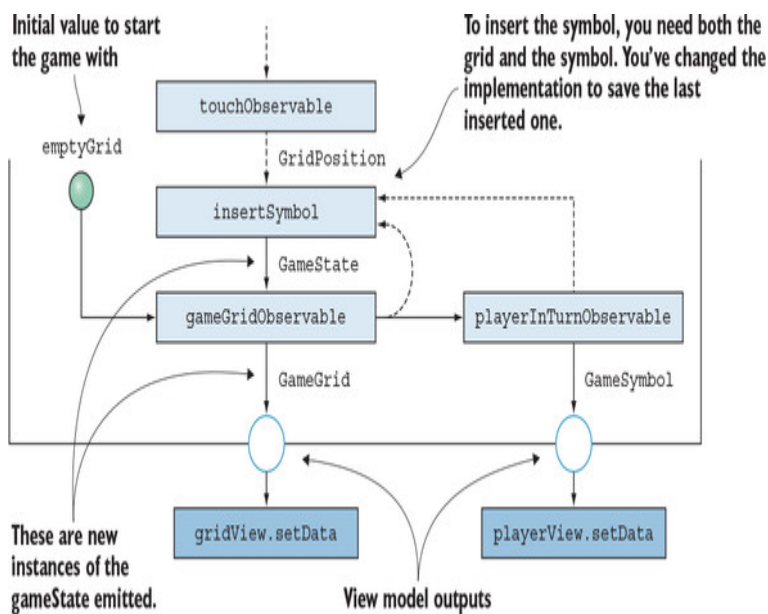 Initial value to start
the game with
To insert the symbol, you need both the
grid and the symbol. You've changed the
implementation to save the last
inserted one.
touchObservable
emptyGrid
GridPosition
insertSymbol
GameState
gameGridObservable
playerInTurnObservable
GameGrid
GameSymbol
gridView.setData
playerView.setData
These are new
instances of the
gameState emitted.
View model outputs